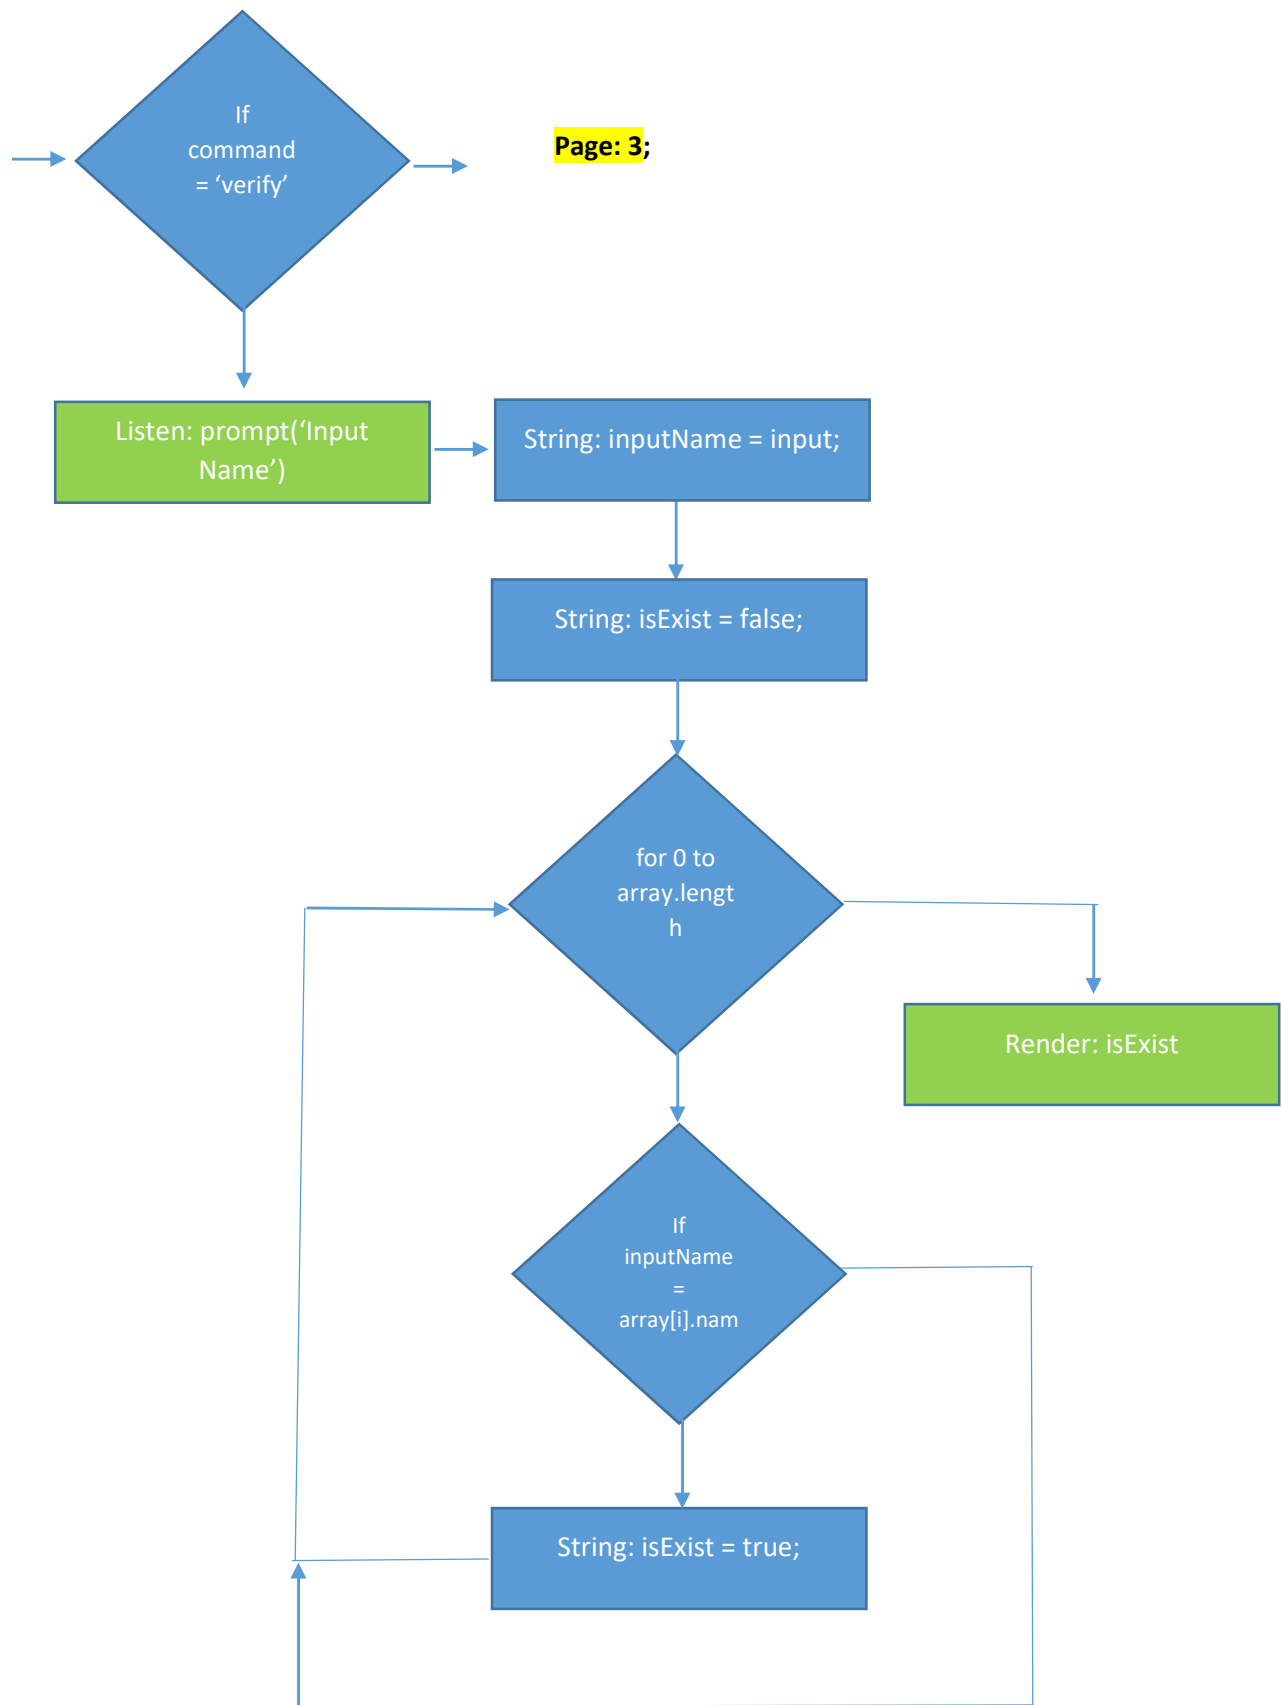 If
command
= ‘verify’
Page: 3;
Listen: prompt(‘Input
Name’)
String: inputName = input;
String: isExist = false;
for 0 to
array.lengt
h
Render: isExist
If
inputName
=
array[i].nam
String: isExist = true;